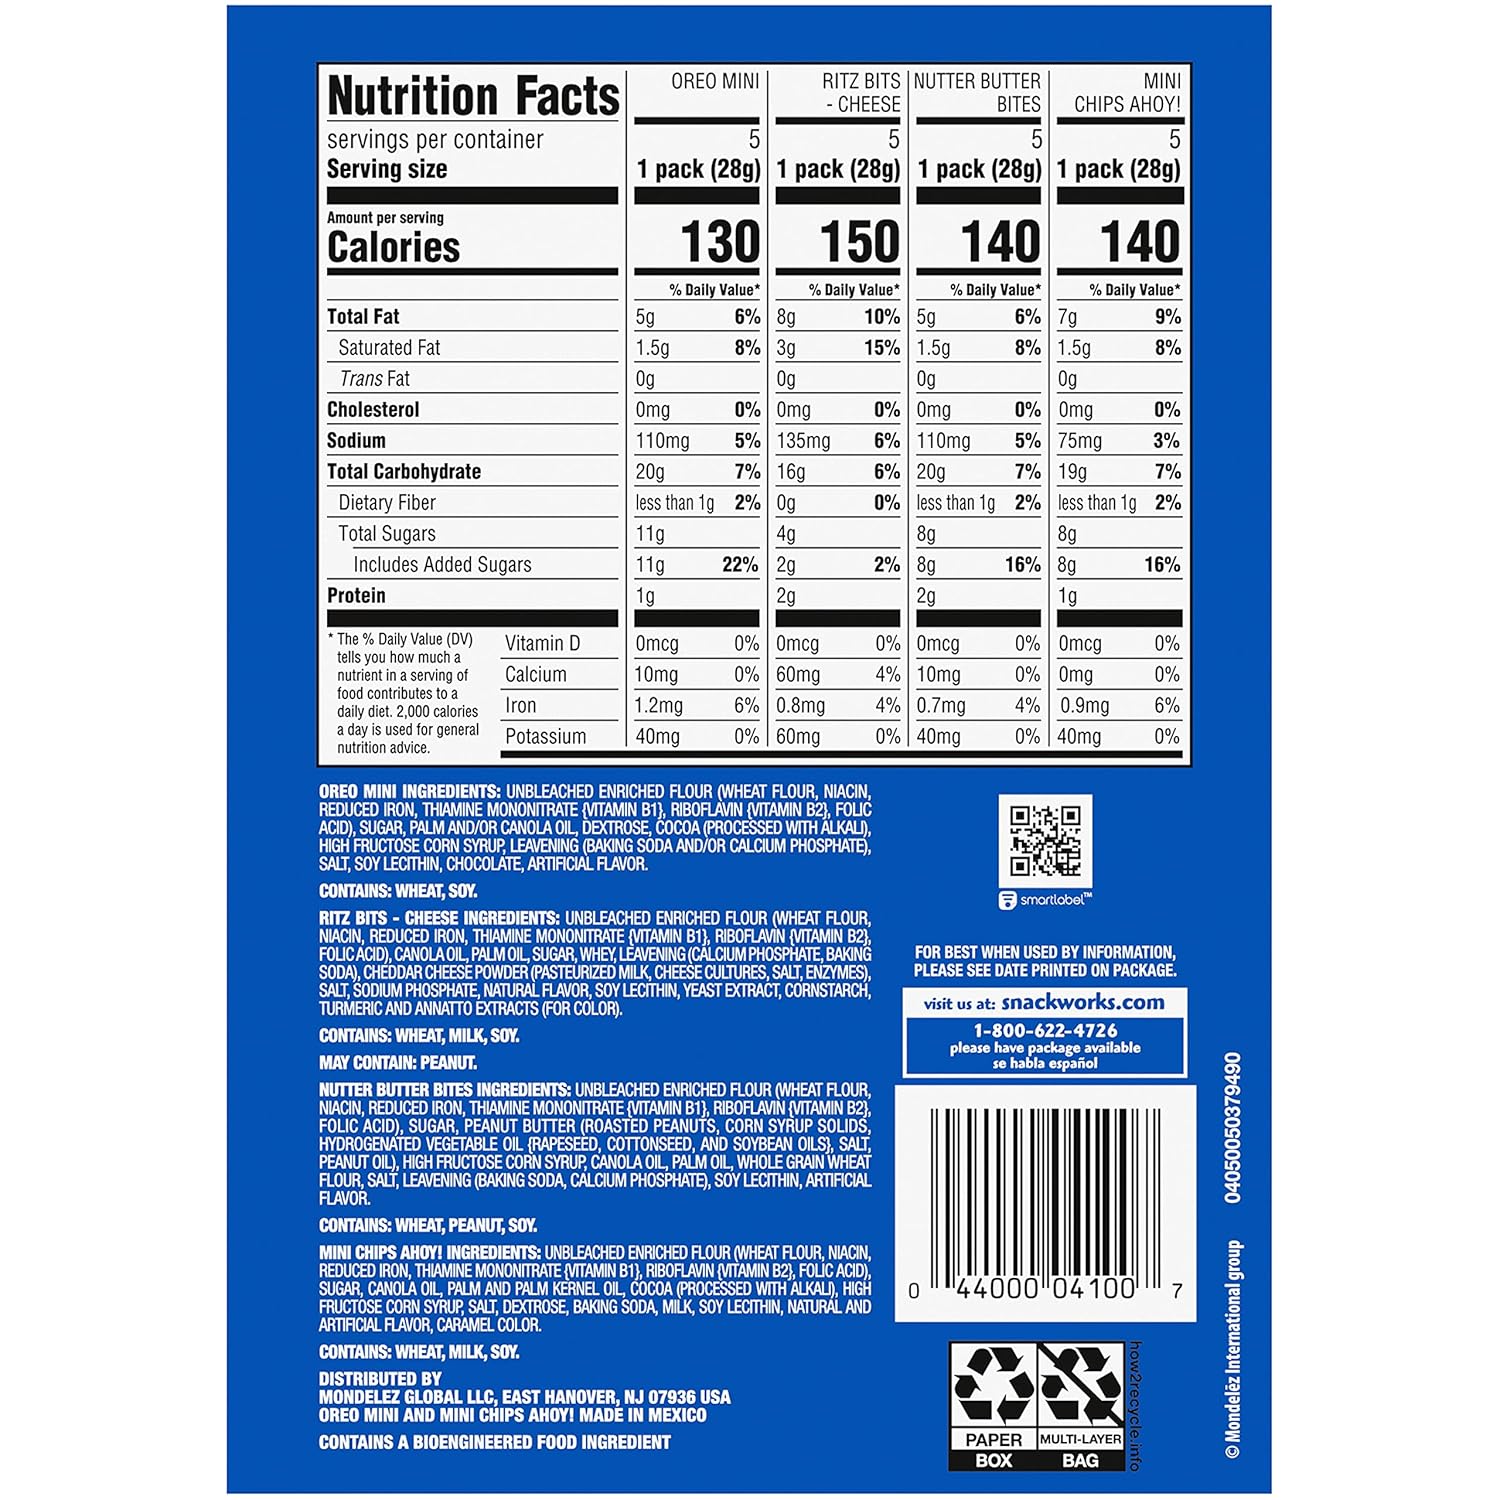 Nutrition Facts OREO MINI RITZ BITS - CHEESE NUTTER BUTTER BITES MINI CHIPS AHOY!
servings per container 5 5 5 5
Serving size 1 pack (28g) 1 pack (28g) 1 pack (28g) 1 pack (28g)
Amount per serving
Calories 130 150 140 140
% Daily Value* % Daily Value* % Daily Value* % Daily Value*
Total Fat 5g 6% 8g 10% 5g 6% 7g 9%
Saturated Fat 1.5g 8% 3g 15% 1.5g 8% 1.5g 8%
Trans Fat 0g 0g 0g 0g
Cholesterol 0mg 0% 0mg 0% 0mg 0% 0mg 0%
Sodium 110mg 5% 135mg 6% 110mg 5% 75mg 3%
Total Carbohydrate 20g 7% 16g 6% 20g 7% 19g 7%
Dietary Fiber less than 1g 2% 0g 0% less than 1g 2% less than 1g 2%
Total Sugars 11g 4g 8g 8g
Includes Added Sugars 11g 22% 2g 2% 8g 16% 8g 16%
Protein 1g 2g 2g 1g
Vitamin D 0mcg 0% 0mcg 0% 0mcg 0% 0mcg 0%
Calcium 10mg 0% 60mg 4% 10mg 0% 0mg 0%
Iron 1.2mg 6% 0.8mg 4% 0.7mg 4% 0.9mg 6%
Potassium 40mg 0% 60mg 0% 40mg 0% 40mg 0%
* The % Daily Value (DV)
tells you how much a
nutrient in a serving of
food contributes to a
daily diet. 2,000 calories
a day is used for general
nutrition advice.
OREO MINI INGREDIENTS: UNBLEACHED ENRICHED FLOUR (WHEAT FLOUR, NIACIN,
REDUCED IRON, THIAMINE MONONITRATE {VITAMIN B1}, RIBOFLAVIN {VITAMIN B2}, FOLIC
ACID), SUGAR, PALM AND/OR CANOLA OIL, DEXTROSE, COCOA (PROCESSED WITH ALKALI),
HIGH FRUCTOSE CORN SYRUP, LEAVENING (BAKING SODA AND/OR CALCIUM PHOSPHATE),
SALT, SOY LECITHIN, CHOCOLATE, ARTIFICIAL FLAVOR.
CONTAINS: WHEAT, SOY.
RITZ BITS - CHEESE INGREDIENTS: UNBLEACHED ENRICHED FLOUR (WHEAT FLOUR,
NIACIN, REDUCED IRON, THIAMINE MONONITRATE {VITAMIN B1}, RIBOFLAVIN {VITAMIN B2},
FOLIC ACID), CANOLA OIL, PALM OIL, SUGAR, WHEY, LEAVENING (CALCIUM PHOSPHATE, BAKING
SODA), CHEDDAR CHEESE POWDER (PASTEURIZED MILK, CHEESE CULTURES, SALT, ENZYMES),
SALT, SODIUM PHOSPHATE, NATURAL FLAVOR, SOY LECITHIN, YEAST EXTRACT, CORNSTARCH,
TURMERIC AND ANNATTO EXTRACTS (FOR COLOR).
CONTAINS: WHEAT, MILK, SOY.
MAY CONTAIN: PEANUT.
NUTTER BUTTER BITES INGREDIENTS: UNBLEACHED ENRICHED FLOUR (WHEAT FLOUR,
NIACIN, REDUCED IRON, THIAMINE MONONITRATE {VITAMIN B1}, RIBOFLAVIN {VITAMIN B2},
FOLIC ACID), SUGAR, PEANUT BUTTER (ROASTED PEANUTS, CORN SYRUP SOLIDS,
HYDROGENATED VEGETABLE OIL {RAPESEED, COTTONSEED, AND SOYBEAN OILS}, SALT,
PEANUT OIL), HIGH FRUCTOSE CORN SYRUP, CANOLA OIL, PALM OIL, WHOLE GRAIN WHEAT
FLOUR, SALT, LEAVENING (BAKING SODA, CALCIUM PHOSPHATE), SOY LECITHIN, ARTIFICIAL
FLAVOR.
CONTAINS: WHEAT, PEANUT, SOY.
MINI CHIPS AHOY! INGREDIENTS: UNBLEACHED ENRICHED FLOUR (WHEAT FLOUR, NIACIN,
REDUCED IRON, THIAMINE MONONITRATE {VITAMIN B1}, RIBOFLAVIN {VITAMIN B2}, FOLIC ACID),
SUGAR, CANOLA OIL, PALM AND PALM KERNEL OIL, COCOA (PROCESSED WITH ALKALI), HIGH
FRUCTOSE CORN SYRUP, SALT, DEXTROSE, BAKING SODA, MILK, SOY LECITHIN, NATURAL AND
ARTIFICIAL FLAVOR, CARAMEL COLOR.
CONTAINS: WHEAT, MILK, SOY.
DISTRIBUTED BY
MONDELEZ GLOBAL LLC, EAST HANOVER, NJ 07936 USA
OREO MINI AND MINI CHIPS AHOY! MADE IN MEXICO
CONTAINS A BIOENGINEERED FOOD INGREDIENT
smartlabel™
FOR BEST WHEN USED BY INFORMATION,
PLEASE SEE DATE PRINTED ON PACKAGE.
visit us at: snackworks.com
1-800-622-4726
please have package available
se habla español
0 44000 04100 7
PAPER MULTI-LAYER
BOX BAG
how2recycle.info
© Mondelēz International group 04050050379490